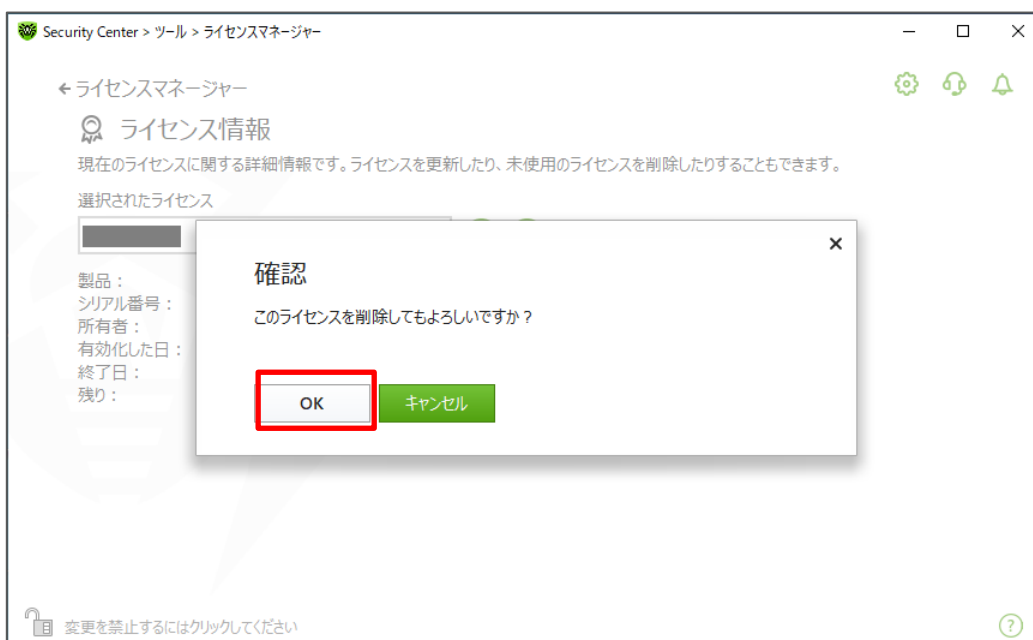 Security Center > ツール > ライセンスマネージャー
ライセンスマネージャー
ライセンス情報
現在のライセンスに関する詳細情報です。ライセンスを更新したり、未使用のライセンスを削除したりすることもできます。
選択されたライセンス
製品：
シリアル番号：
所有者：
有効化した日：
終了日：
残り：
確認
このライセンスを削除してもよろしいですか？
OK
キャンセル
変更を禁止するにはクリックしてください
?